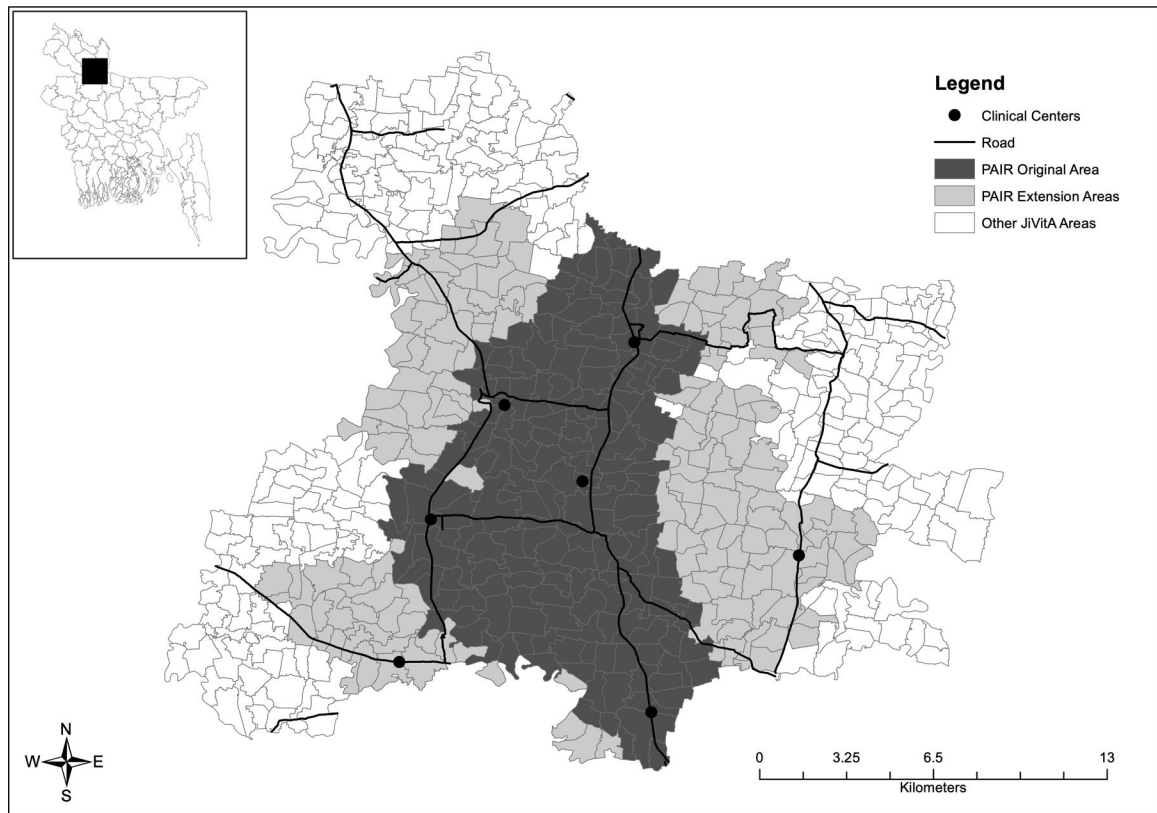 Legend
Clinical Centers
Road
PAIR Original Area
PAIR Extension Areas
Other JiVitA Areas
N
W E
S
0 3.25 6.5 13
Kilometers